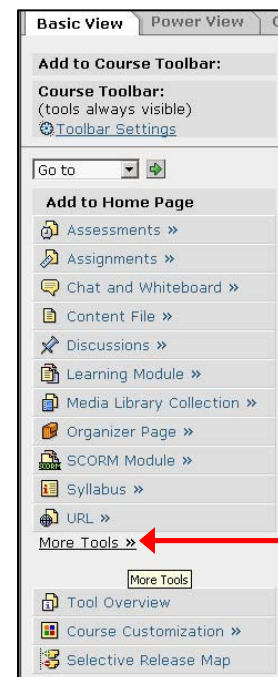 Basic View Power View
Add to Course Toolbar:
Course Toolbar:
(tools always visible)
Toolbar Settings
Go to
Add to Home Page
Assessments »
Assignments »
Chat and Whiteboard »
Content File »
Discussions »
Learning Module »
Media Library Collection »
Organizer Page »
SCORM Module »
Syllabus »
URL »
More Tools »
More Tools
Tool Overview
Course Customization »
Selective Release Map